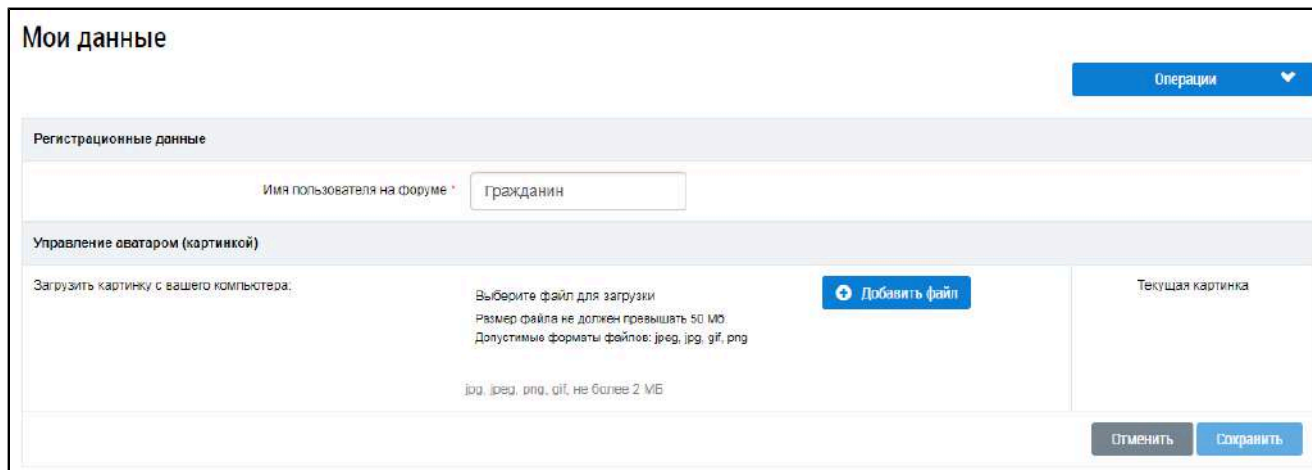 Мои данные
Операции
Регистрационные данные
Имя пользователя на форуме *
Гражданин
Управление аватаром (картинкой)
Загрузить картинку с вашего компьютера:
Выберите файл для загрузки
Добавить файл
Текущая картинка
Размер файла не должен превышать 50 Мб.
Допустимые форматы файлов: jpeg, jpg, gif, png
jpg, jpeg, png, gif, не более 2 МБ
Отменить
Сохранить